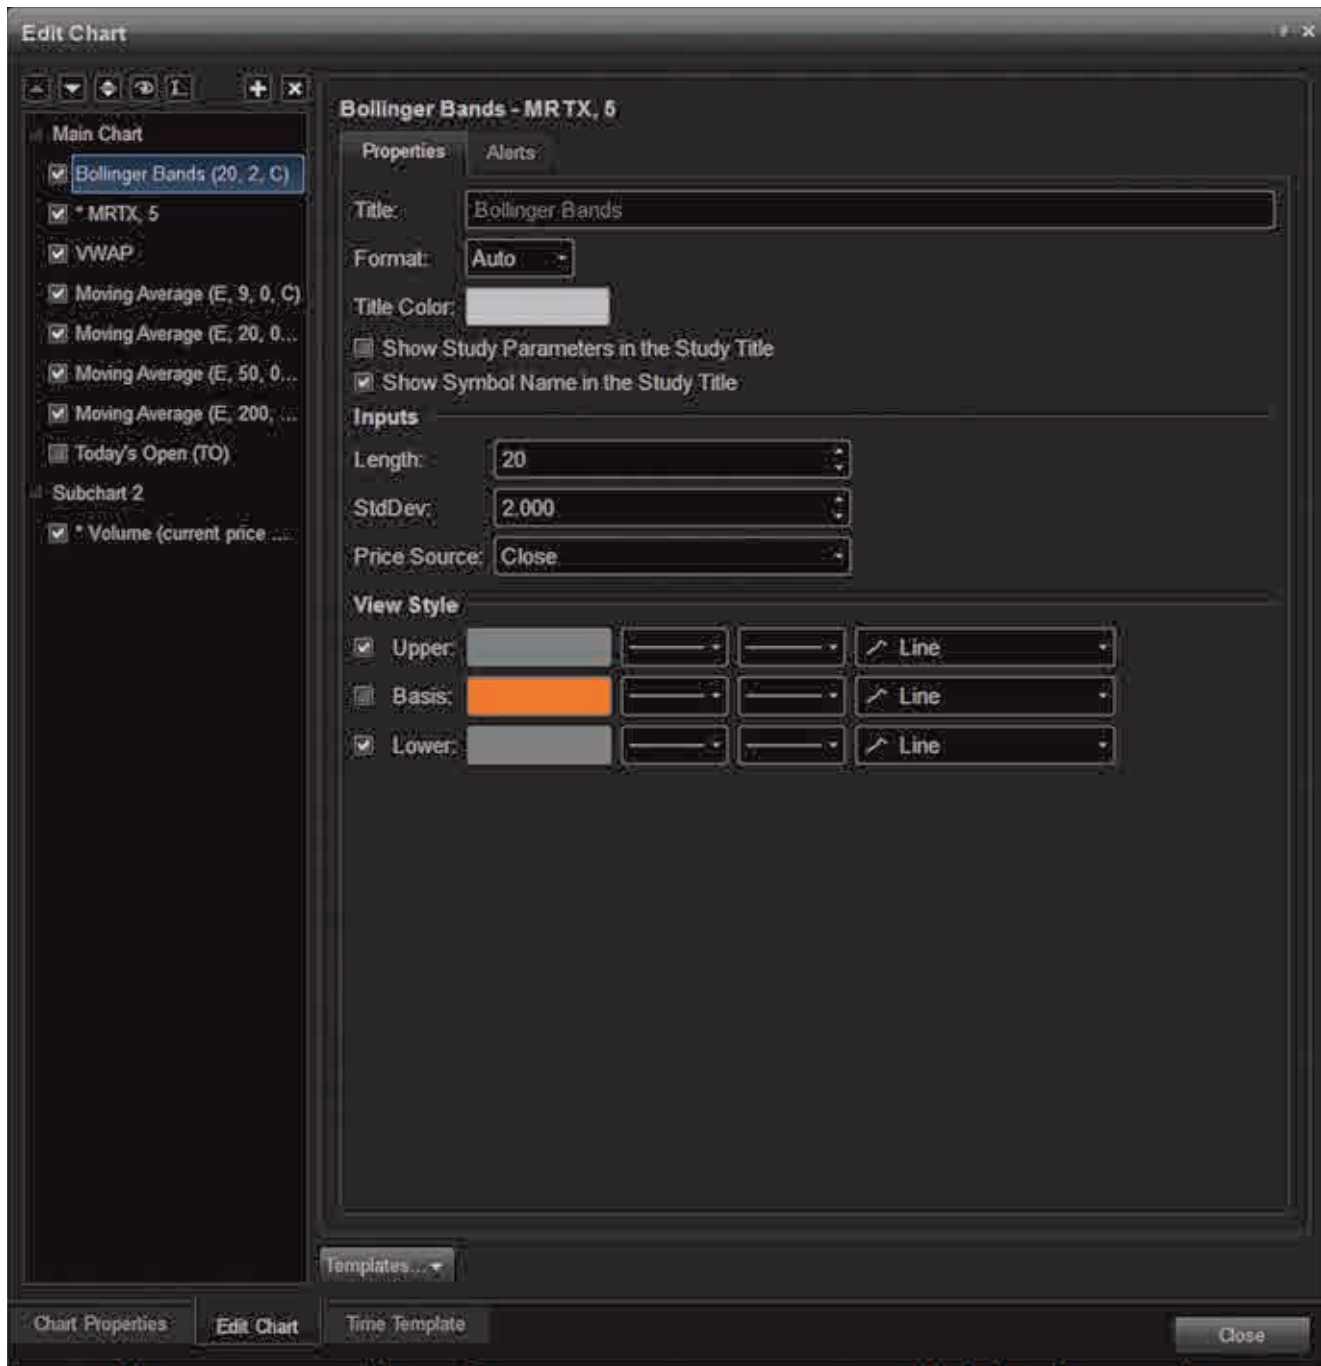 Edit Chart
Main Chart
Bollinger Bands (20, 2, C)
* MRTX, 5
VWAP
Moving Average (E, 9, 0, C)
Moving Average (E, 20, 0...
Moving Average (E, 50, 0...
Moving Average (E, 200, ...
Today's Open (TO)
Subchart 2
* Volume (current price ...
Bollinger Bands - MRTX, 5
Properties Alerts
Title: Bollinger Bands
Format: Auto
Title Color:
Show Study Parameters in the Study Title
Show Symbol Name in the Study Title
Inputs
Length: 20
StdDev: 2.000
Price Source: Close
View Style
Upper: Line
Basis: Line
Lower: Line
Templates...
Chart Properties Edit Chart Time Template Close